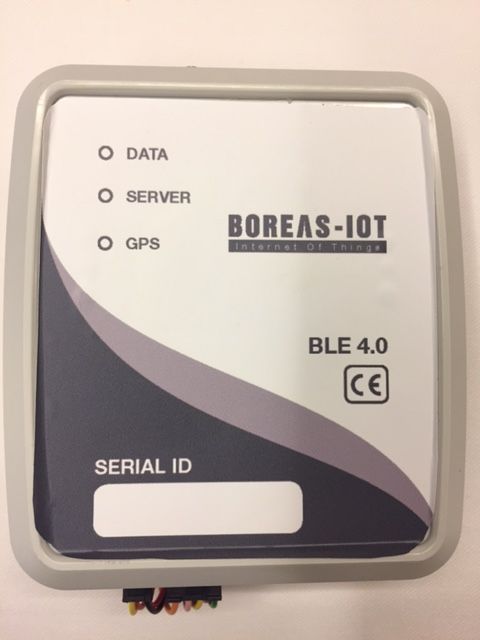 DATA
SERVER
GPS
BOREAS-IOT
Internet Of Things
BLE 4.0
CE
SERIAL ID